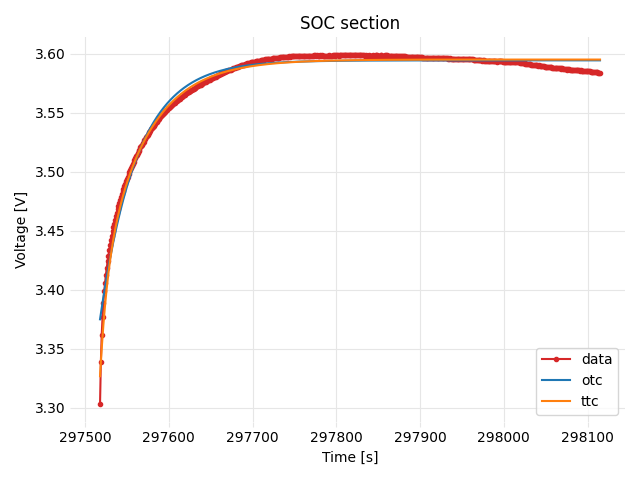 SOC section
Voltage [V]
3.60
3.55
3.50
3.45
3.40
3.35
3.30
data
otc
ttc
297500 297600 297700 297800 297900 298000 298100
Time [s]